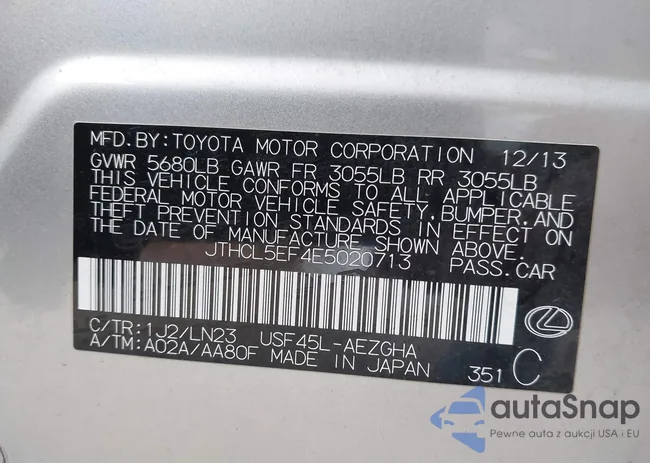 MFD.BY: TOYOTA MOTOR CORPORATION 12/13
GVWR 5680LB GAWR FR 3055LB RR 3055LB
THIS VEHICLE CONFORMS TO ALL APPLICABLE
FEDERAL MOTOR VEHICLE SAFETY, BUMPER, AND
THEFT PREVENTION STANDARDS IN EFFECT ON
THE DATE OF MANUFACTURE SHOWN ABOVE.
JTHCL5EF4E5020713 PASS.CAR
C/TR: 1J2/LN23 USF45L-AEZGHA
A/TM: A02A/AA80F MADE IN JAPAN 351 C
autaSnap
Pewne auta z aukcji USA i EU